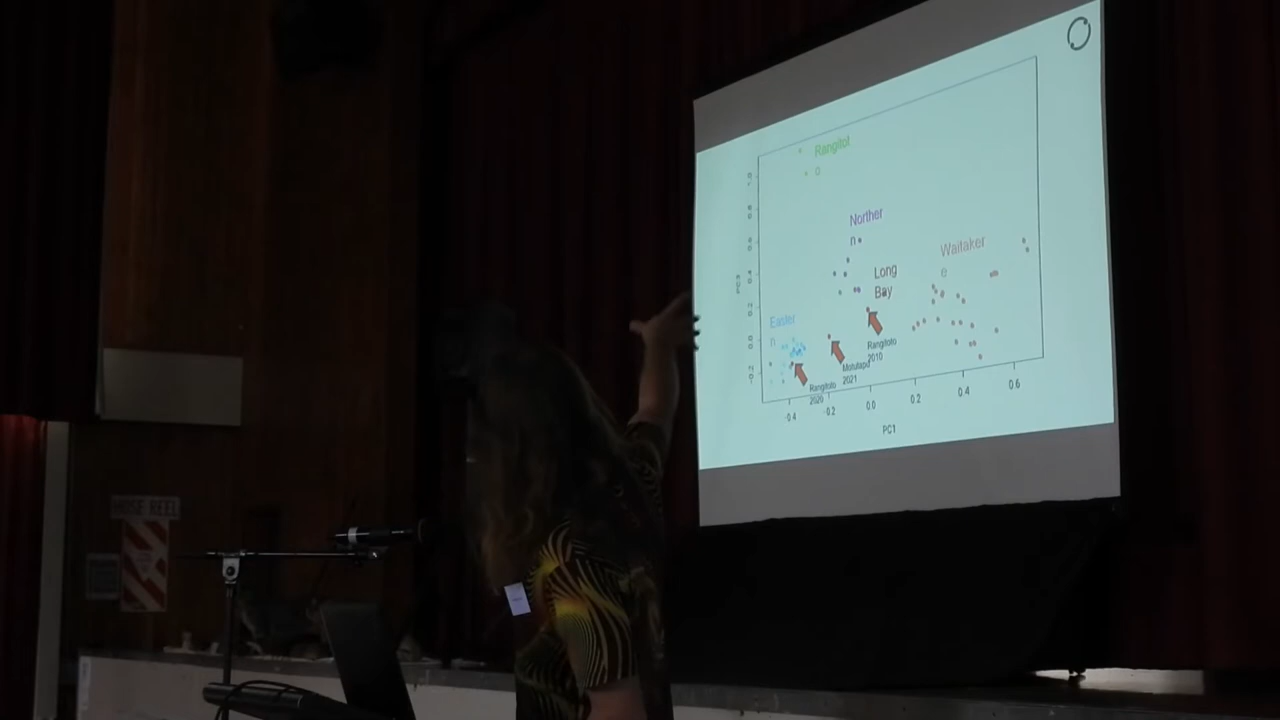 Rangitot
o
Norther
n
Waitaker
e
Long
Bay
Easter
n
Rangitoto
2010
Motutapu
2021
Rangitoto
2020
-0.4
-0.2
0.0
0.2
0.4
0.6
PC1
HOSE REEL